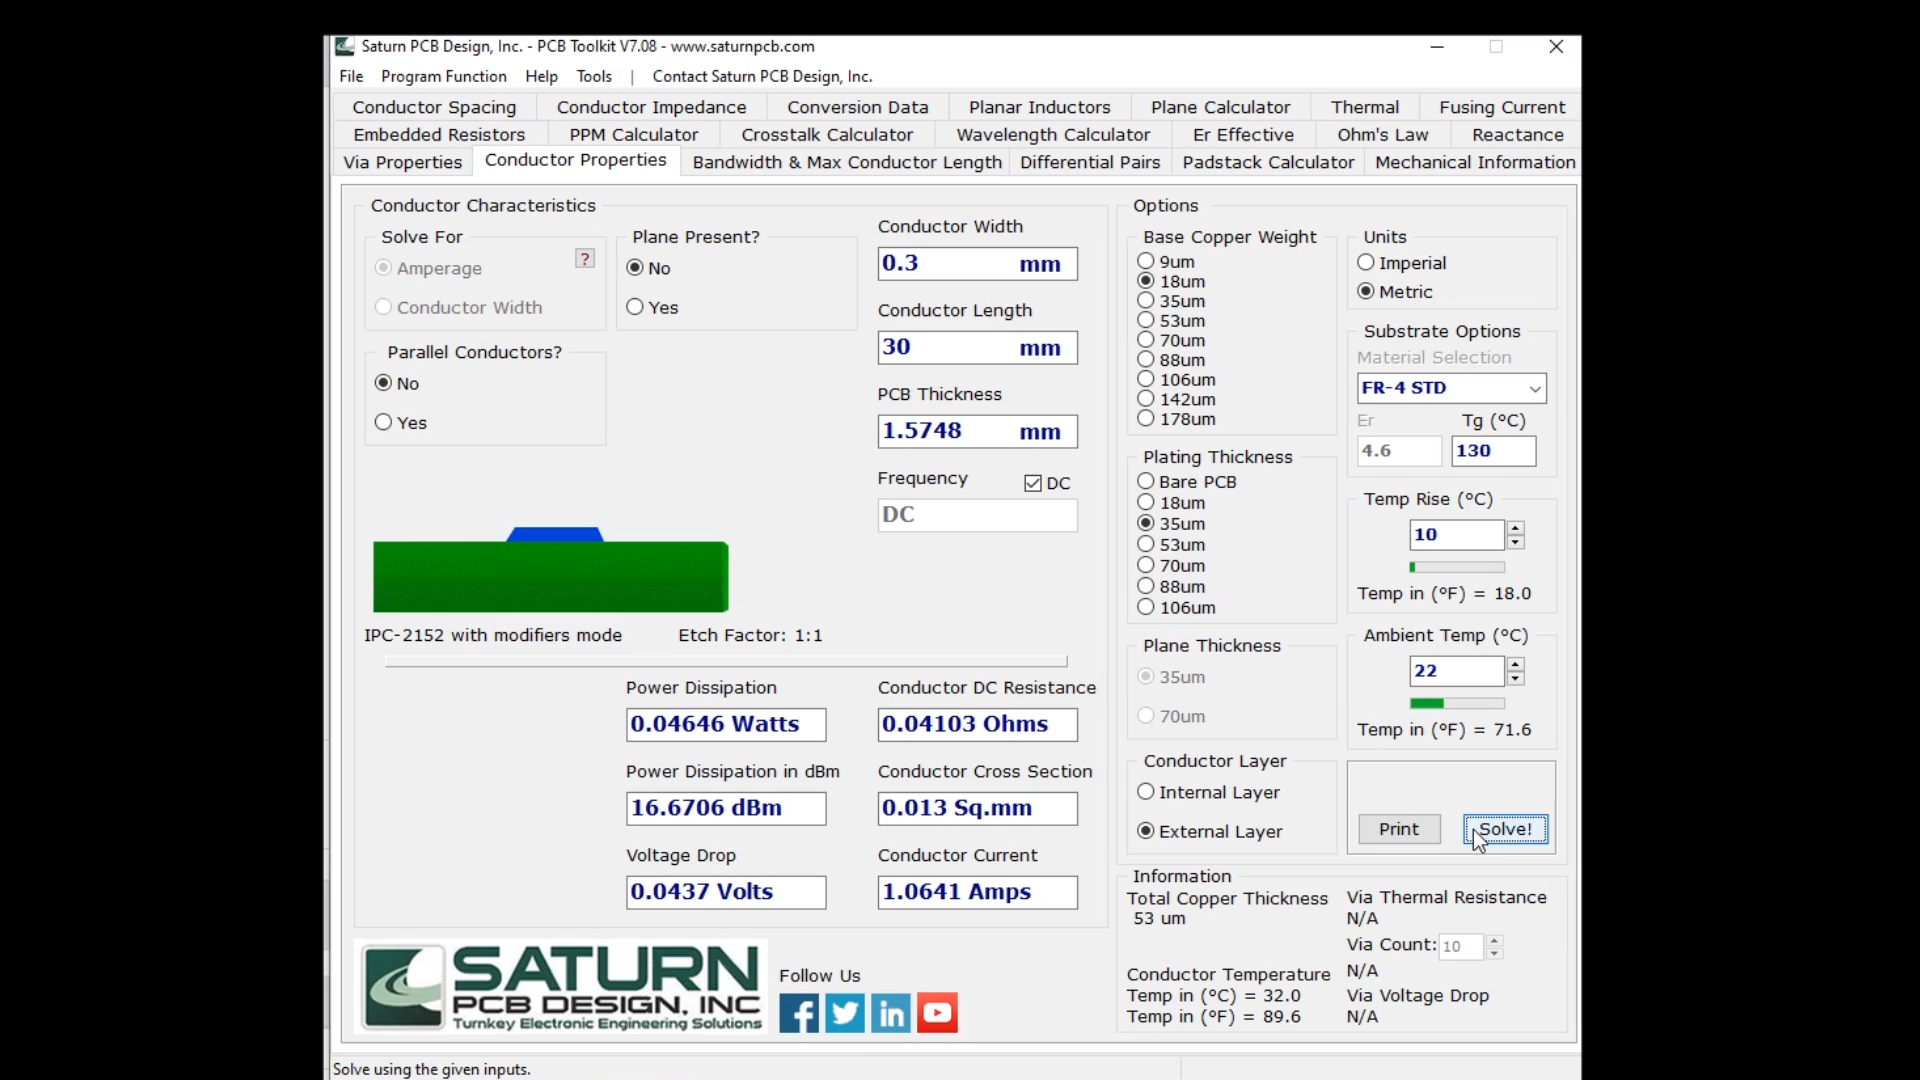 Saturn PCB Design, Inc. - PCB Toolkit V7.08 - www.saturnpcb.com
File Program Function Help Tools | Contact Saturn PCB Design, Inc.
Conductor Spacing Conductor Impedance Conversion Data Planar Inductors Plane Calculator Thermal Fusing Current
Embedded Resistors PPM Calculator Crosstalk Calculator Wavelength Calculator Er Effective Ohm's Law Reactance
Via Properties Conductor Properties Bandwidth & Max Conductor Length Differential Pairs Padstack Calculator Mechanical Information
Conductor Characteristics
Solve For
?
Amperage
Conductor Width
Plane Present?
No
Yes
Parallel Conductors?
No
Yes
Conductor Width
0.3 mm
Conductor Length
30 mm
PCB Thickness
1.5748 mm
Frequency DC
DC
IPC-2152 with modifiers mode Etch Factor: 1:1
Power Dissipation
0.04646 Watts
Power Dissipation in dBm
16.6706 dBm
Voltage Drop
0.0437 Volts
Conductor DC Resistance
0.04103 Ohms
Conductor Cross Section
0.013 Sq.mm
Conductor Current
1.0641 Amps
Options
Base Copper Weight
9um
18um
35um
53um
70um
88um
106um
142um
178um
Plating Thickness
Bare PCB
18um
35um
53um
70um
88um
106um
Plane Thickness
35um
70um
Conductor Layer
Internal Layer
External Layer
Units
Imperial
Metric
Substrate Options
Material Selection
FR-4 STD
Er Tg (°C)
4.6 130
Temp Rise (°C)
10
Temp in (°F) = 18.0
Ambient Temp (°C)
22
Temp in (°F) = 71.6
Print Solve!
Information
Total Copper Thickness
53 um
Conductor Temperature
Temp in (°C) = 32.0
Temp in (°F) = 89.6
Via Thermal Resistance
N/A
Via Count: 10
N/A
Via Voltage Drop
N/A
SATURN
PCB DESIGN, INC
Turnkey Electronic Engineering Solutions
Follow Us
f
in
Solve using the given inputs.